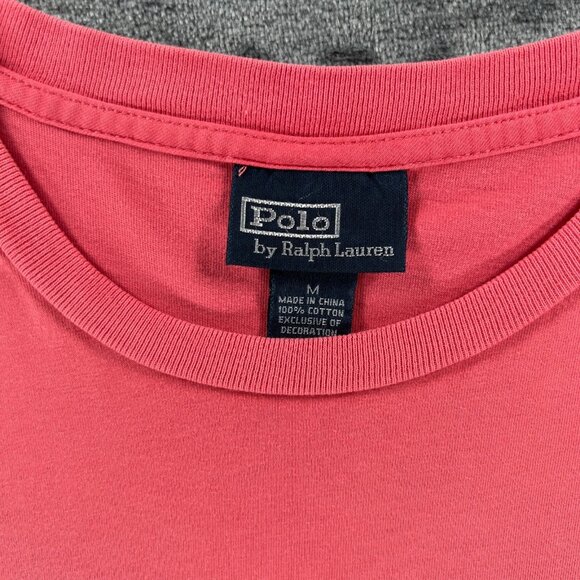 Polo
by Ralph Lauren
M
MADE IN CHINA
100% COTTON
EXCLUSIVE OF
DECORATION